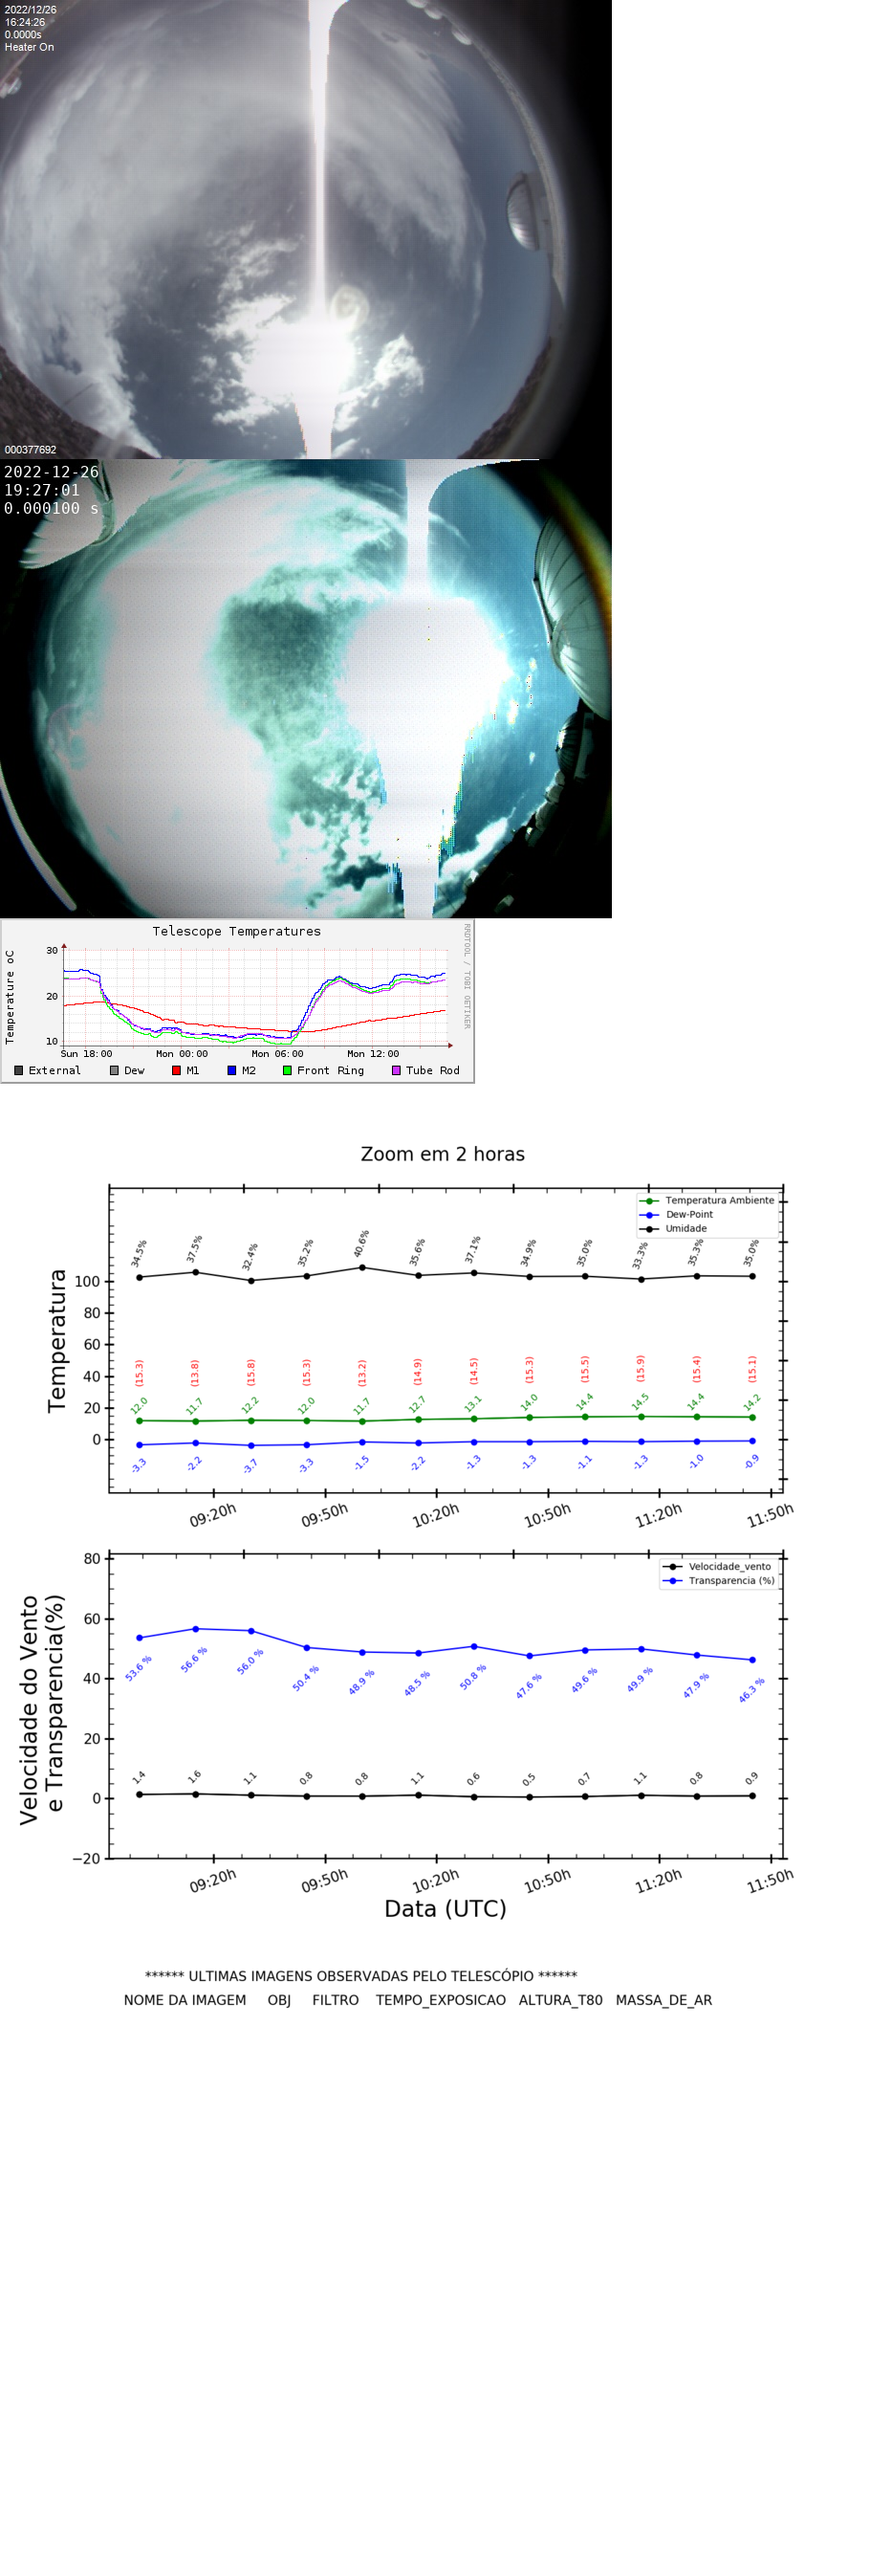 2022/12/26
16:24:26
0.0000s
Heater On
000377692
2022-12-26
19:27:01
0.000100 s
Telescope Temperatures
RRDTOOL / TOBI OETIKER
Temperature oC
30
20
10
Sun 18:00 Mon 00:00 Mon 06:00 Mon 12:00
External Dew M1 M2 Front Ring Tube Rod
Zoom em 2 horas
Temperatura Ambiente
Dew-Point
Umidade
34.5% 37.5% 32.4% 35.2% 40.6% 35.6% 37.1% 34.9% 35.0% 33.3% 35.3% 35.0%
Temperatura
100
80
60
40
20
0
(15.3) (13.8) (15.8) (15.3) (13.2) (14.9) (14.5) (15.3) (15.5) (15.9) (15.4) (15.1)
12.0 11.7 12.2 12.0 11.7 12.7 13.1 14.0 14.4 14.5 14.4 14.2
-3.3 -2.2 -3.7 -3.3 -1.5 -2.2 -1.3 -1.3 -1.1 -1.3 -1.0 -0.9
09:20h 09:50h 10:20h 10:50h 11:20h 11:50h
Velocidade_vento
Transparencia (%)
Velocidade do Vento
e Transparencia(%)
80
60
40
20
0
−20
53.6 % 56.6 % 56.0 % 50.4 % 48.9 % 48.5 % 50.8 % 47.6 % 49.6 % 49.9 % 47.9 % 46.3 %
1.4 1.6 1.1 0.8 0.8 1.1 0.6 0.5 0.7 1.1 0.8 0.9
09:20h 09:50h 10:20h 10:50h 11:20h 11:50h
Data (UTC)
****** ULTIMAS IMAGENS OBSERVADAS PELO TELESCÓPIO ******
NOME DA IMAGEM OBJ FILTRO TEMPO_EXPOSICAO ALTURA_T80 MASSA_DE_AR